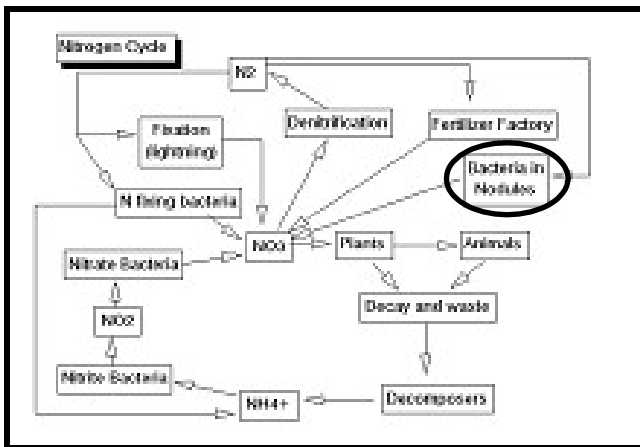 Nitrogen Cycle
N2
Fixation
(lightning)
Denitrification
Fertilizer Factory
Bacteria in
Nodules
N fixing bacteria
NO3
Plants
Animals
Nitrate Bacteria
NO2
Decay and waste
Nitrite Bacteria
NH4+
Decomposers